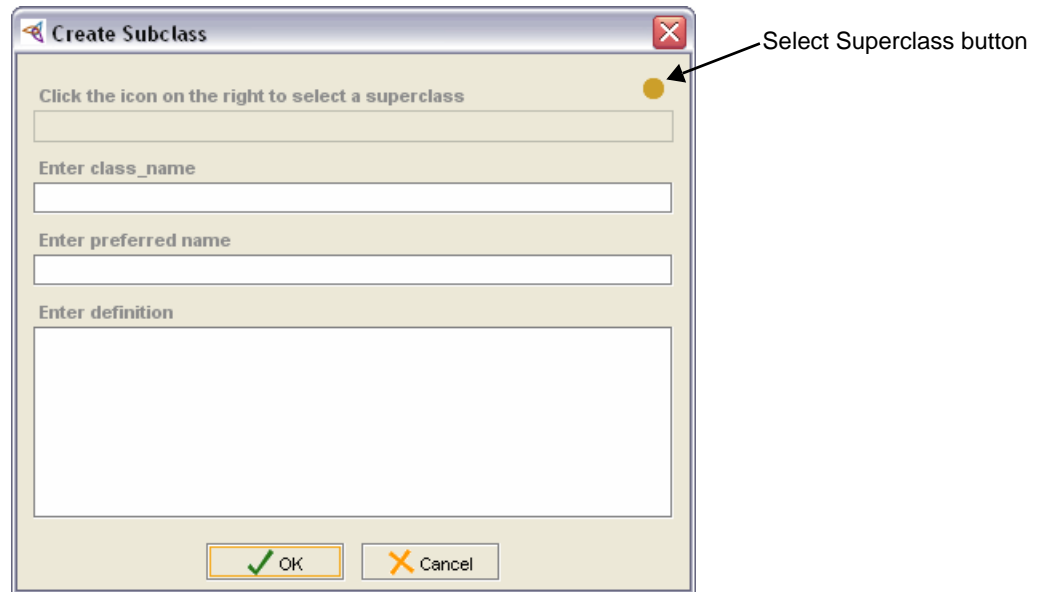 Create Subclass
Select Superclass button
Click the icon on the right to select a superclass
Enter class_name
Enter preferred name
Enter definition
OK
Cancel